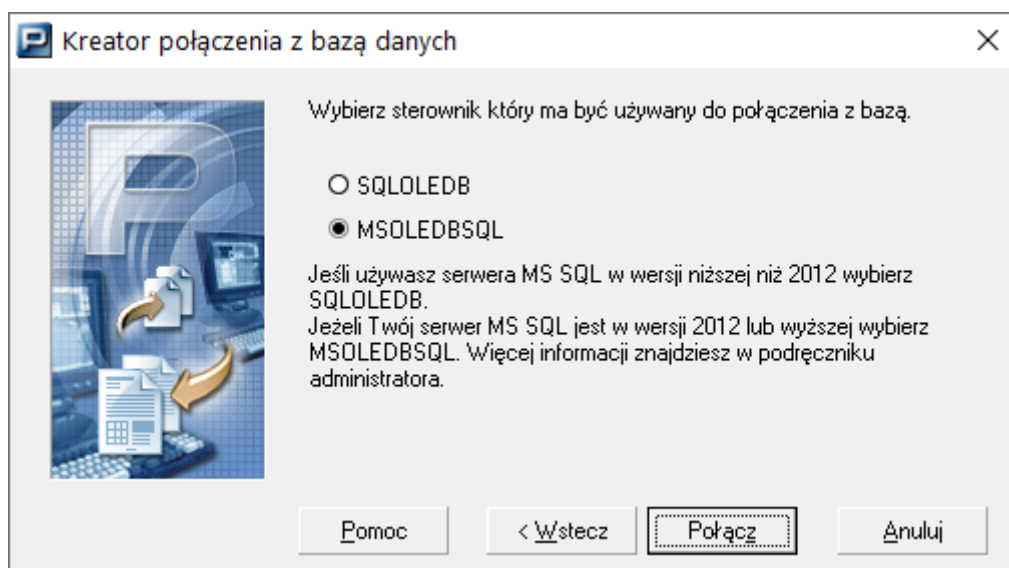 Kreator połączenia z bazą danych
Wybierz sterownik który ma być używany do połączenia z bazą.
SQLOLEDB
MSOLEDBSQL
Jeśli używasz serwera MS SQL w wersji niższej niż 2012 wybierz
SQLOLEDB.
Jeżeli Twój serwer MS SQL jest w wersji 2012 lub wyższej wybierz
MSOLEDBSQL. Więcej informacji znajdziesz w podręczniku
administratora.
Pomoc
< Wstecz
Połącz
Anuluj